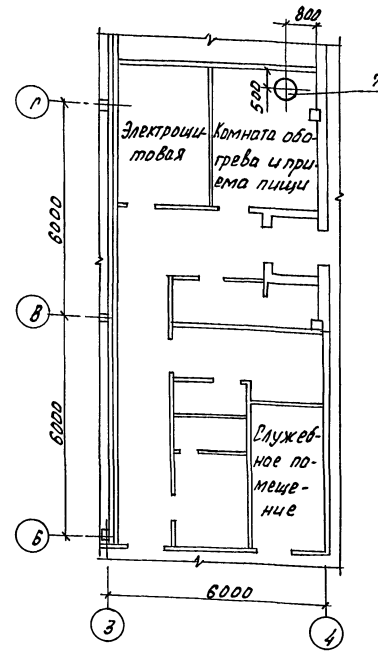 800
500
Г
Электрощи-
товая
Комната обо-
грева и при-
ема пищи
6000
В
6000
Служеб-
ное по-
меще-
ние
Б
6000
3
4